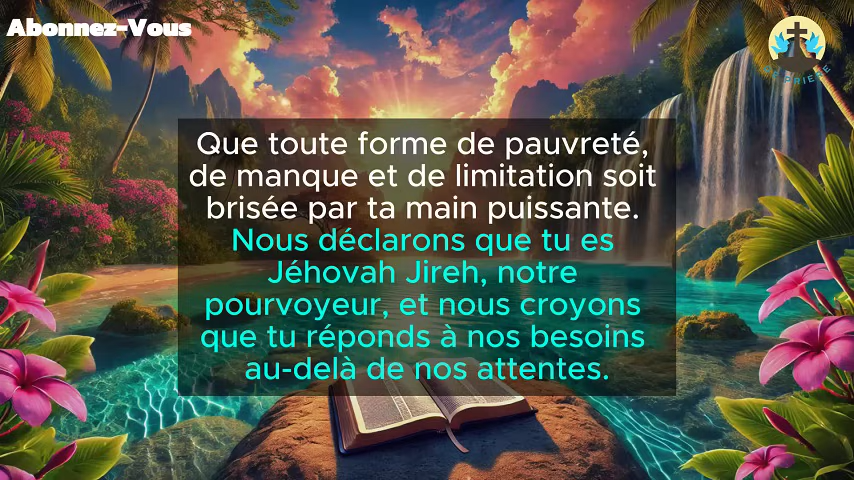 Abonnez-Vous
Que toute forme de pauvreté,
de manque et de limitation soit
brisée par ta main puissante.
Nous déclarons que tu es
Jéhovah Jireh, notre
pourvoyeur, et nous croyons
que tu réponds à nos besoins
au-delà de nos attentes.